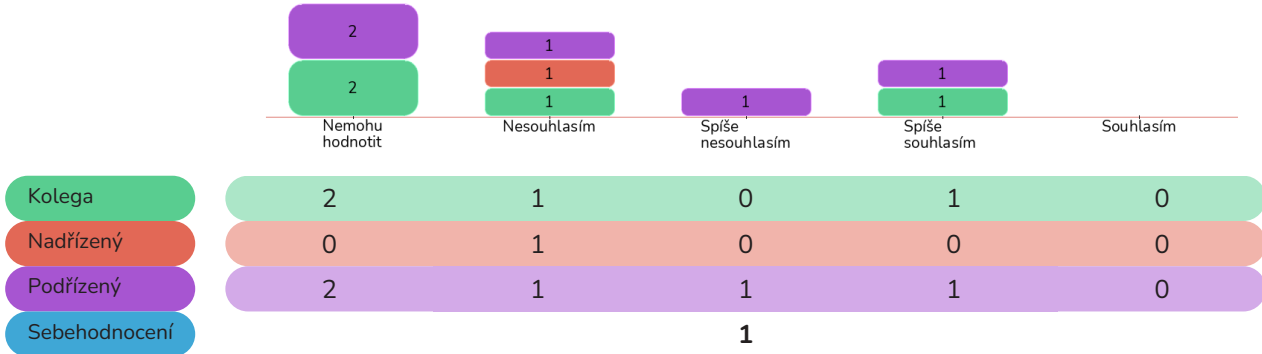 2
2
1
1
1
1
1
1
Nemohu
hodnotit
Nesouhlasím
Spíše
nesouhlasím
Spíše
souhlasím
Souhlasím
Kolega 2 1 0 1 0
Nadřízený 0 1 0 0 0
Podřízený 2 1 1 1 0
Sebehodnocení 1